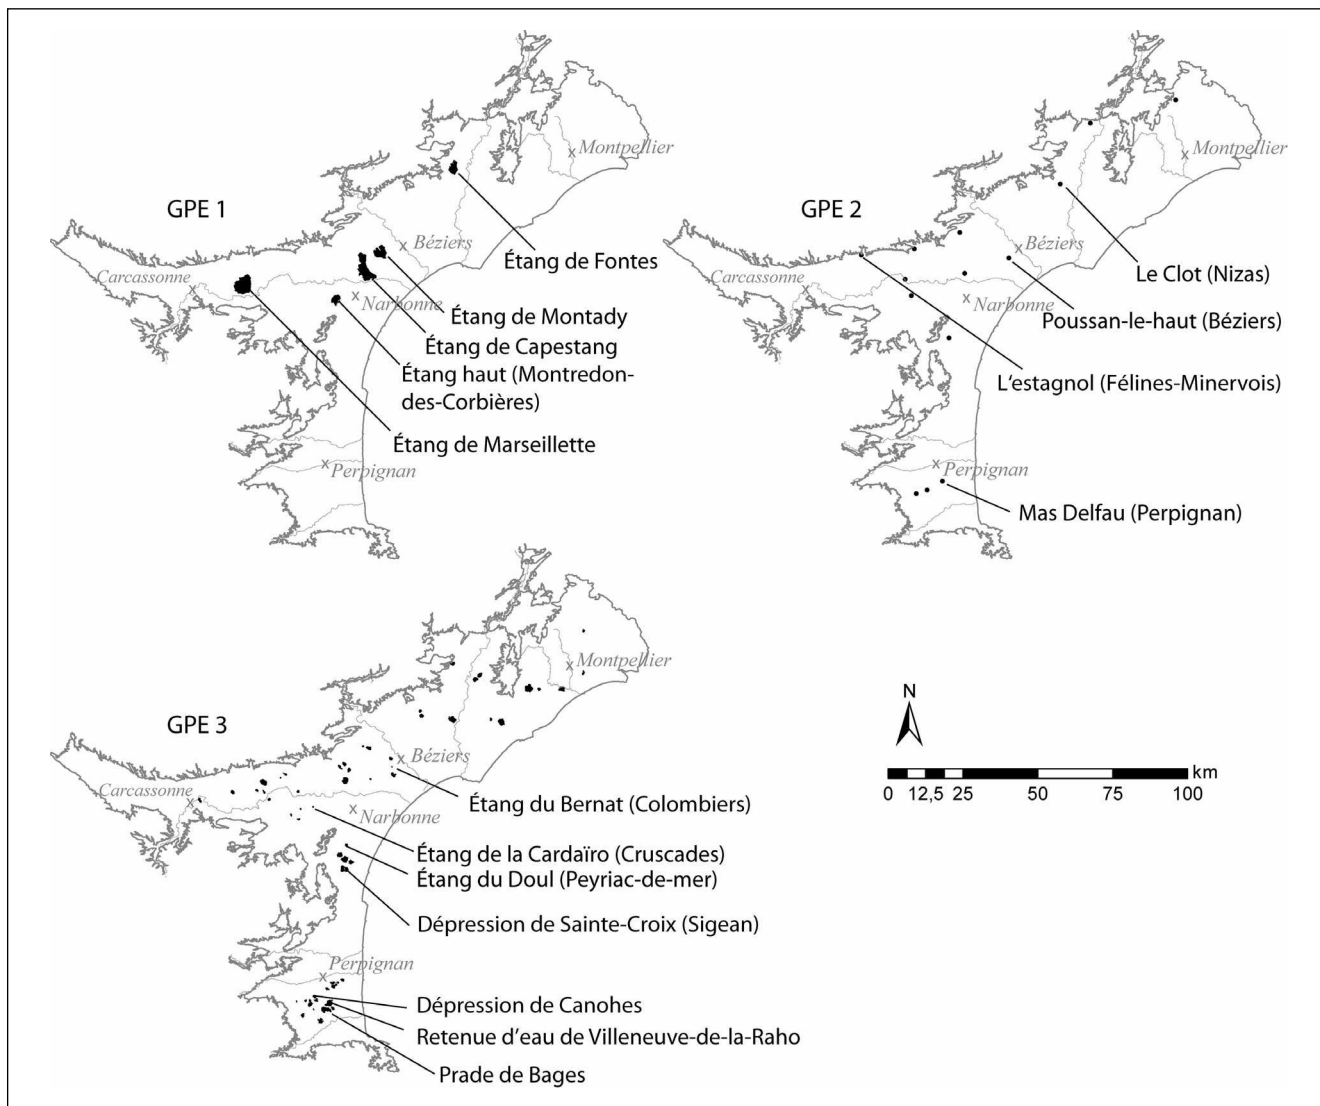 GPE 1
Montpellier
Béziers
Carcassonne
Narbonne
Perpignan
Étang de Fontes
Étang de Montady
Étang de Capestang
Étang haut (Montredon-
des-Corbières)
Étang de Marseillette
GPE 2
Montpellier
Béziers
Carcassonne
Narbonne
Perpignan
Le Clot (Nizas)
Poussan-le-haut (Béziers)
L'estagnol (Félines-Minervois)
Mas Delfau (Perpignan)
GPE 3
Montpellier
Béziers
Carcassonne
Narbonne
Perpignan
Étang du Bernat (Colombiers)
Étang de la Cardaïro (Cruscades)
Étang du Doul (Peyriac-de-mer)
Dépression de Sainte-Croix (Sigean)
Dépression de Canohes
Retenue d'eau de Villeneuve-de-la-Raho
Prade de Bages
N
km
0 12,5 25 50 75 100